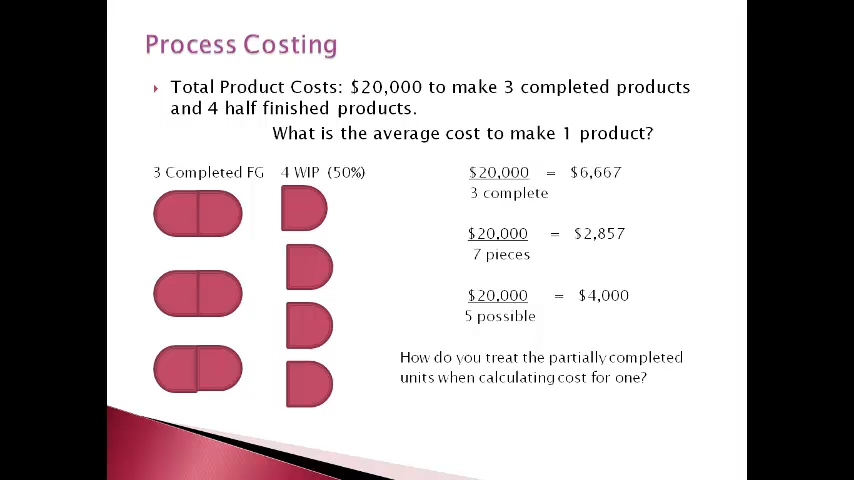 Process Costing
Total Product Costs: $20,000 to make 3 completed products
and 4 half finished products.
What is the average cost to make 1 product?
3 Completed FG 4 WIP (50%)
$20,000 = $6,667
3 complete
$20,000 = $2,857
7 pieces
$20,000 = $4,000
5 possible
How do you treat the partially completed
units when calculating cost for one?